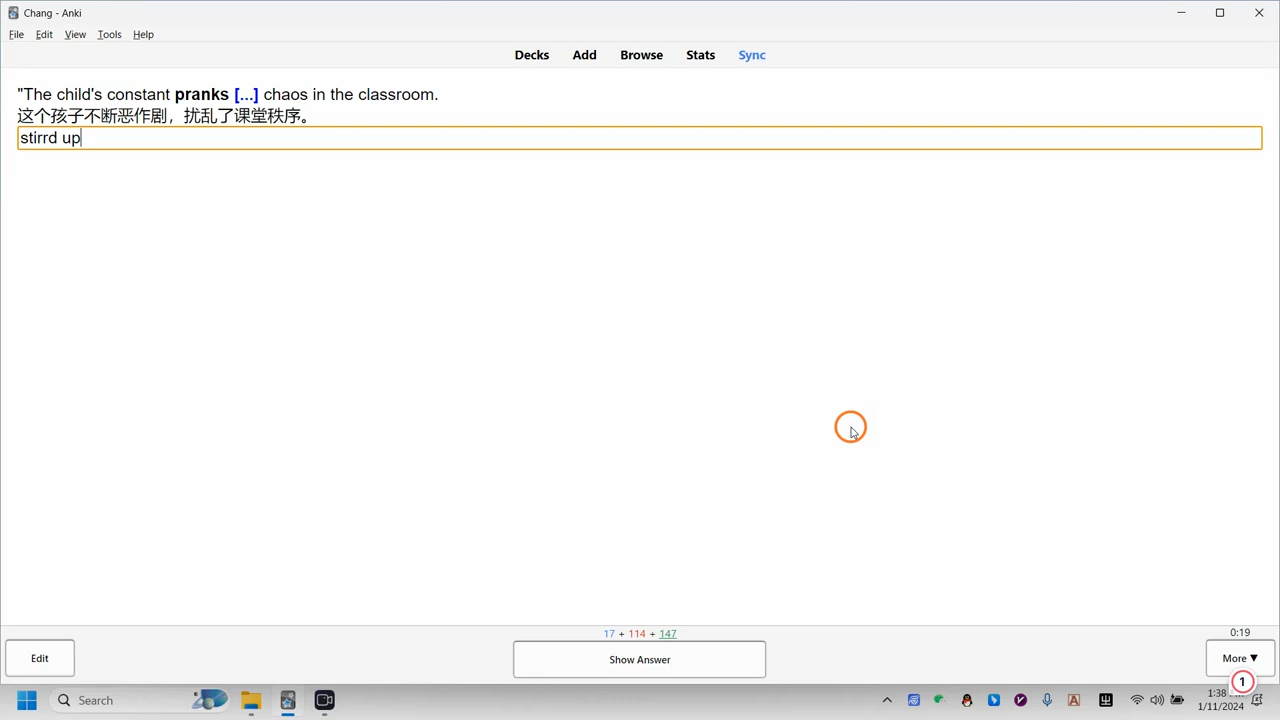 Chang - Anki
File Edit View Tools Help
Decks Add Browse Stats Sync
"The child's constant pranks [...] chaos in the classroom.
这个孩子不断恶作剧，扰乱了课堂秩序。
stirrd up
17 + 114 + 147
0:19
Edit
Show Answer
More ▼
1
Search
1:38
1/11/2024